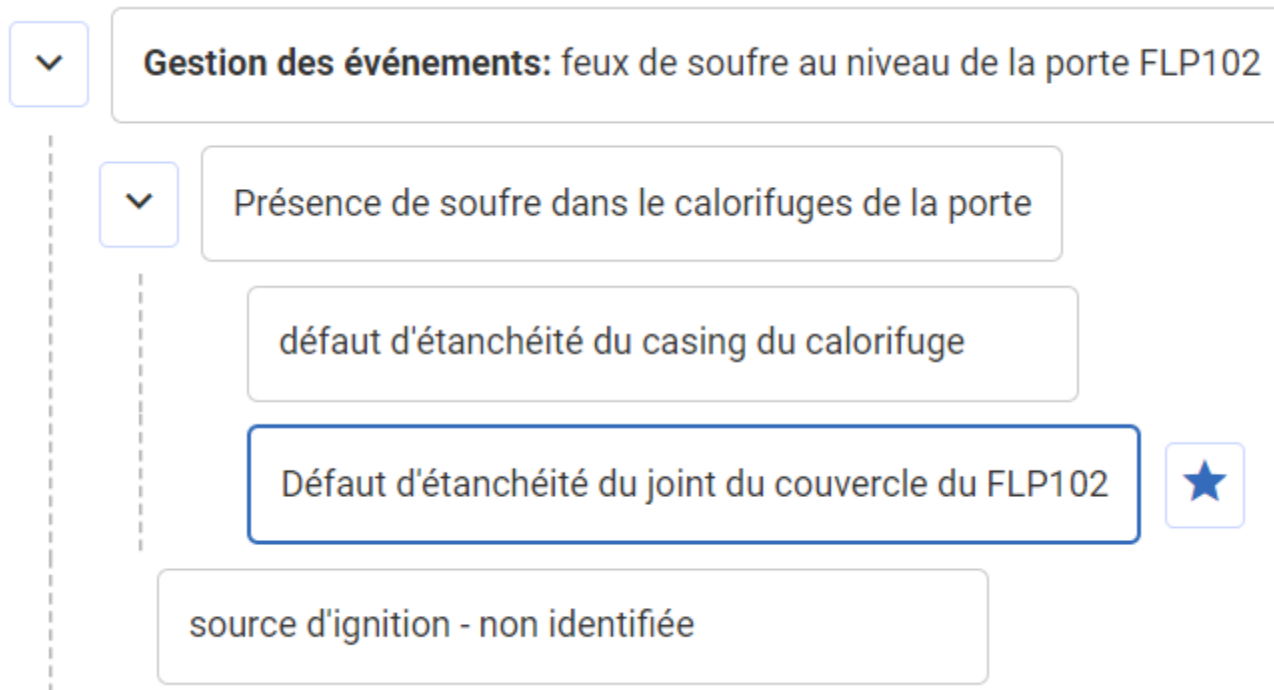 Gestion des événements: feux de soufre au niveau de la porte FLP102
Présence de soufre dans le calorifuges de la porte
défaut d'étanchéité du casing du calorifuge
Défaut d'étanchéité du joint du couvercle du FLP102
source d'ignition - non identifiée